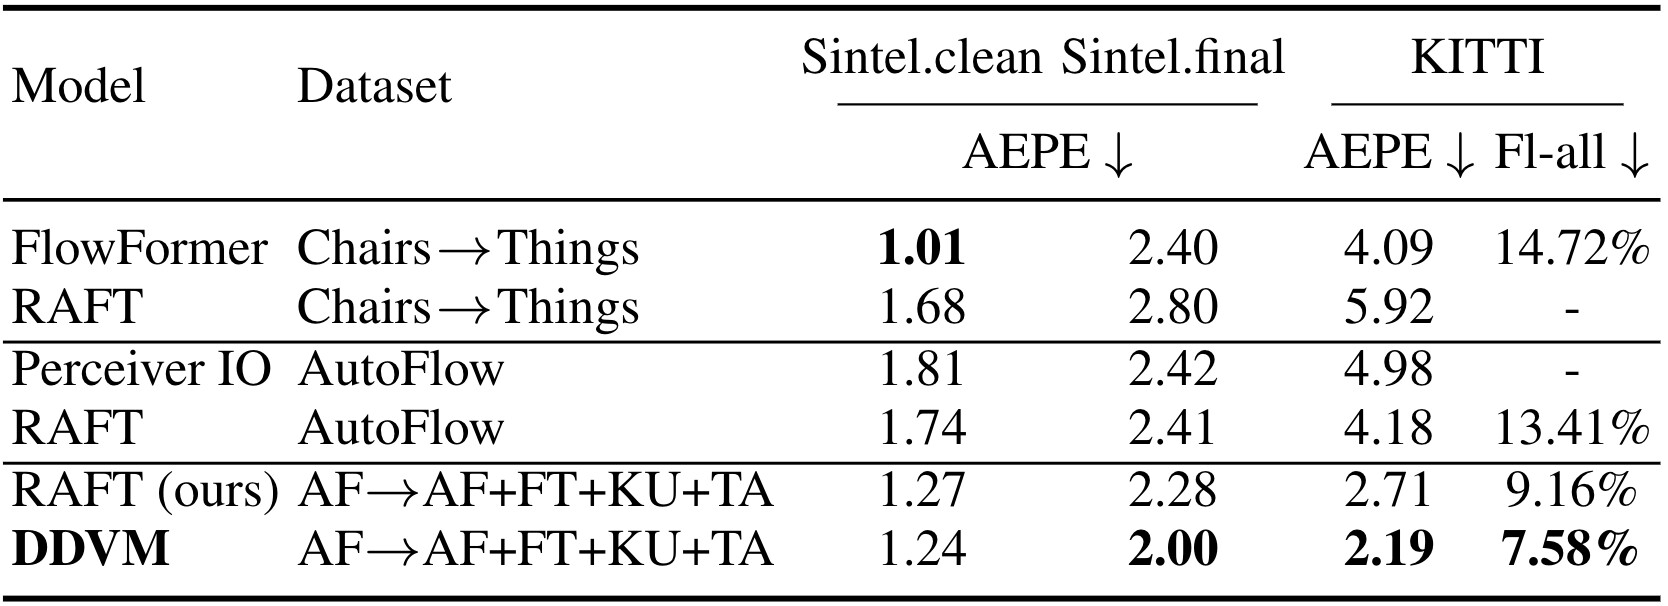 Model Dataset Sintel.clean Sintel.final KITTI
AEPE ↓ AEPE ↓ Fl-all ↓
FlowFormer Chairs→Things 1.01 2.40 4.09 14.72%
RAFT Chairs→Things 1.68 2.80 5.92 -
Perceiver IO AutoFlow 1.81 2.42 4.98 -
RAFT AutoFlow 1.74 2.41 4.18 13.41%
RAFT (ours) AF→AF+FT+KU+TA 1.27 2.28 2.71 9.16%
DDVM AF→AF+FT+KU+TA 1.24 2.00 2.19 7.58%